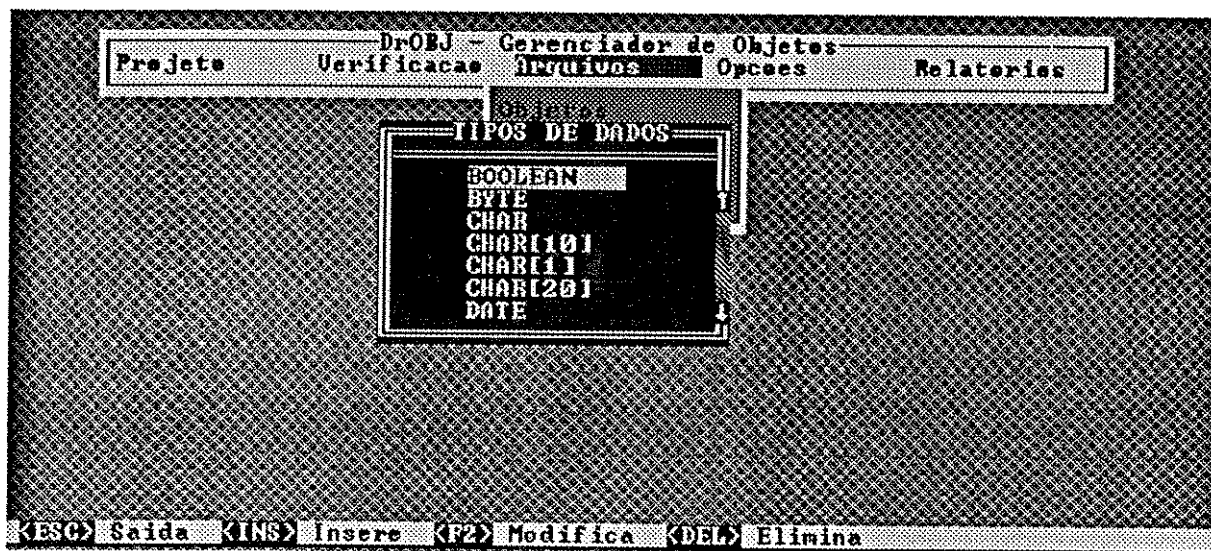 DrOBJ - Gerenciador de Objetos
Projeto Verificacao Arquivos Opcoes Relatorios
Objetos
TIPOS DE DADOS
BOOLEAN
BYTE
CHAR
CHAR[10]
CHAR[1]
CHAR[20]
DATE
<ESC> Saida <INS> Insere <F2> Modifica <DEL> Elimina